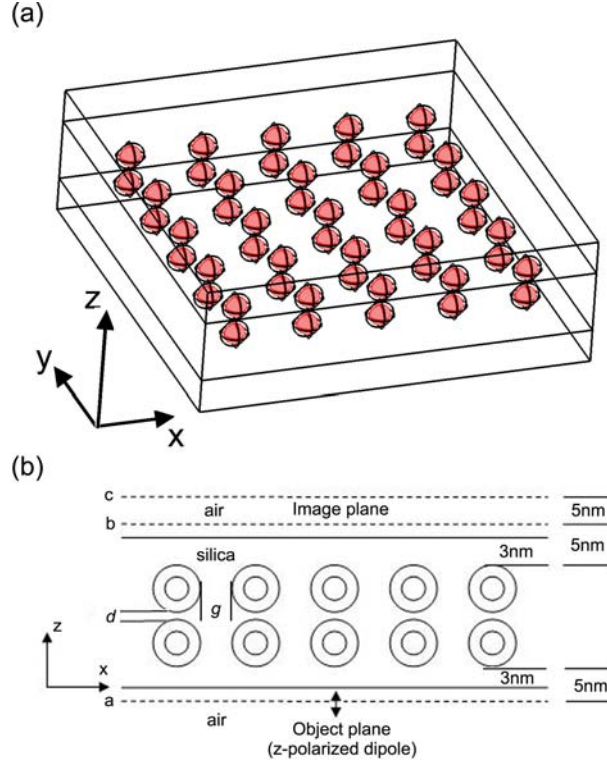 (a)
z
y
x
(b)
c
air
Image plane
5nm
b
silica
3nm
5nm
d
g
z
x
3nm
5nm
a
air
Object plane
(z-polarized dipole)